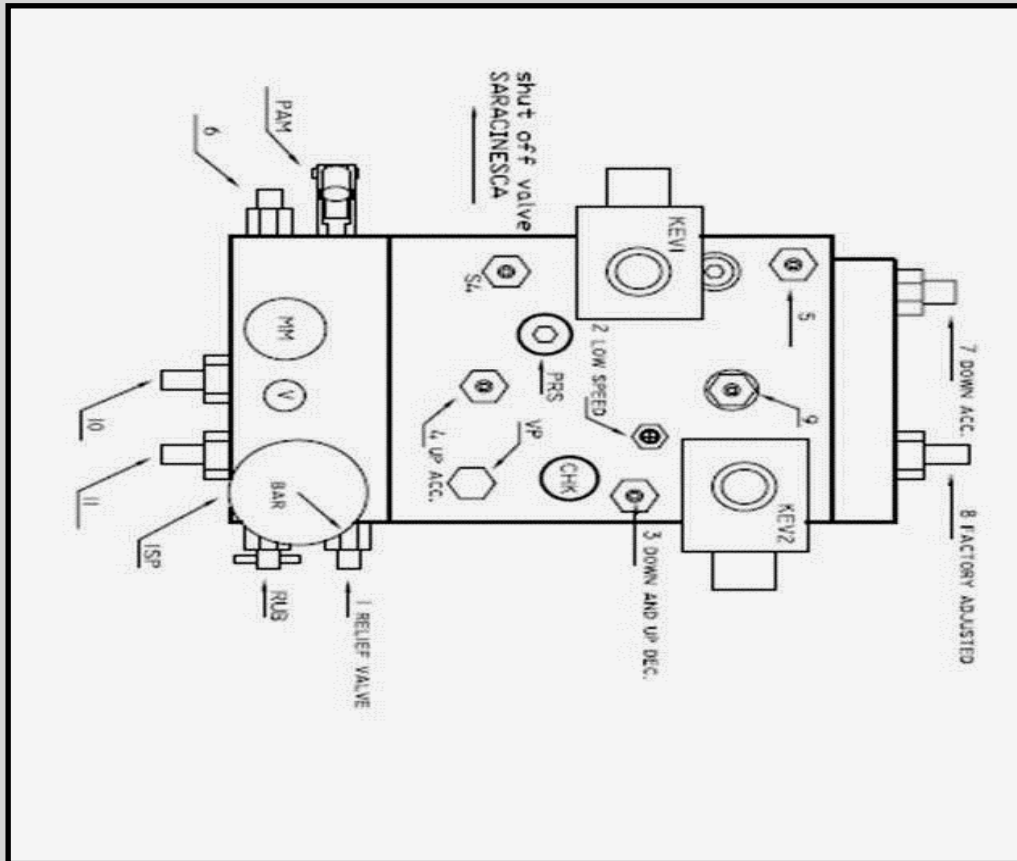 7 DOWN ACC.
8 FACTORY ADJUSTED
5
9
KEV1
KEV2
3 DOWN AND UP DEC.
2 LOW SPEED
CHK
PRS
VP
shut off valve
SARACINESCA
S4
4 UP ACC.
1 RELIEF VALVE
PAM
MM
V
BAR
RUB
6
10
11
ISP